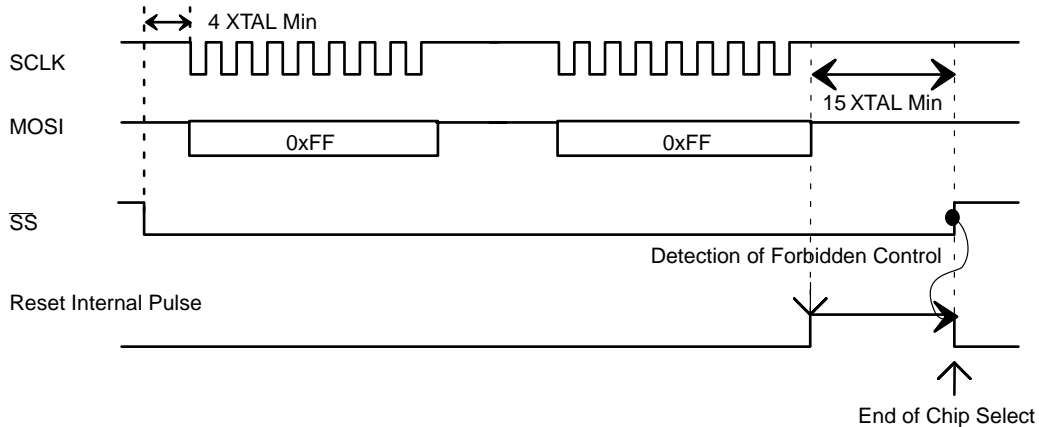 4 XTAL Min
SCLK
15 XTAL Min
MOSI
0xFF 0xFF
SS
Detection of Forbidden Control
Reset Internal Pulse
End of Chip Select